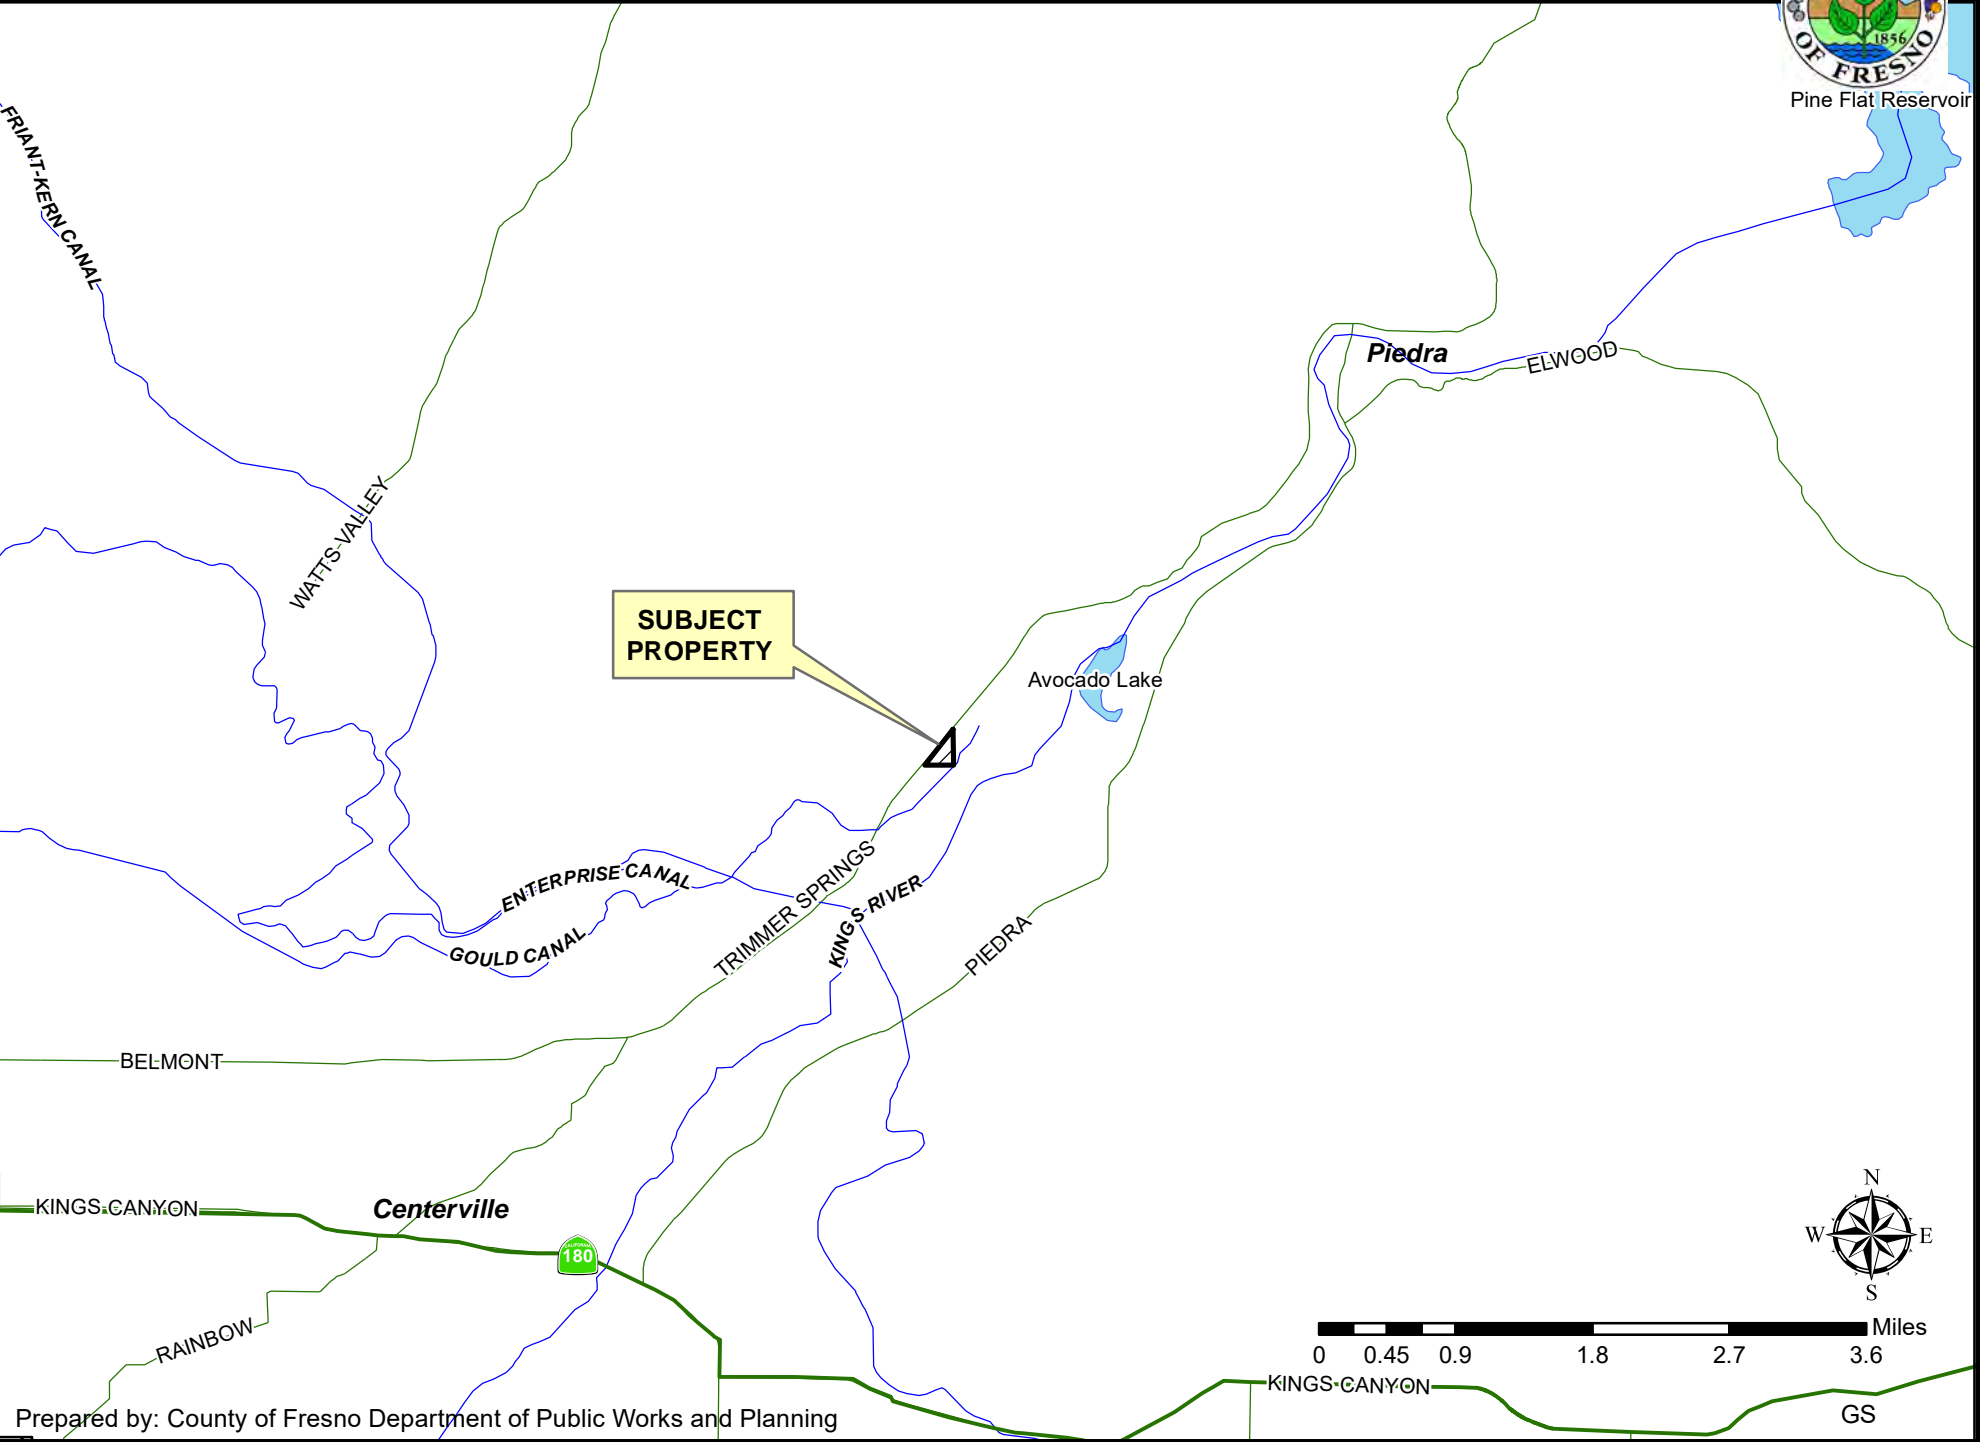 1856
OF FRESNO
Pine Flat Reservoir
FRIANT-KERN CANAL
Piedra
ELWOOD
WATTS VALLEY
SUBJECT
PROPERTY
Avocado Lake
ENTERPRISE CANAL
GOULD CANAL
TRIMMER SPRINGS
KINGS RIVER
PIEDRA
BELMONT
KINGS CANYON
Centerville
CALIFORNIA
180
N
W
E
S
RAINBOW
Miles
0 0.45 0.9 1.8 2.7 3.6
KINGS CANYON
GS
Prepared by: County of Fresno Department of Public Works and Planning